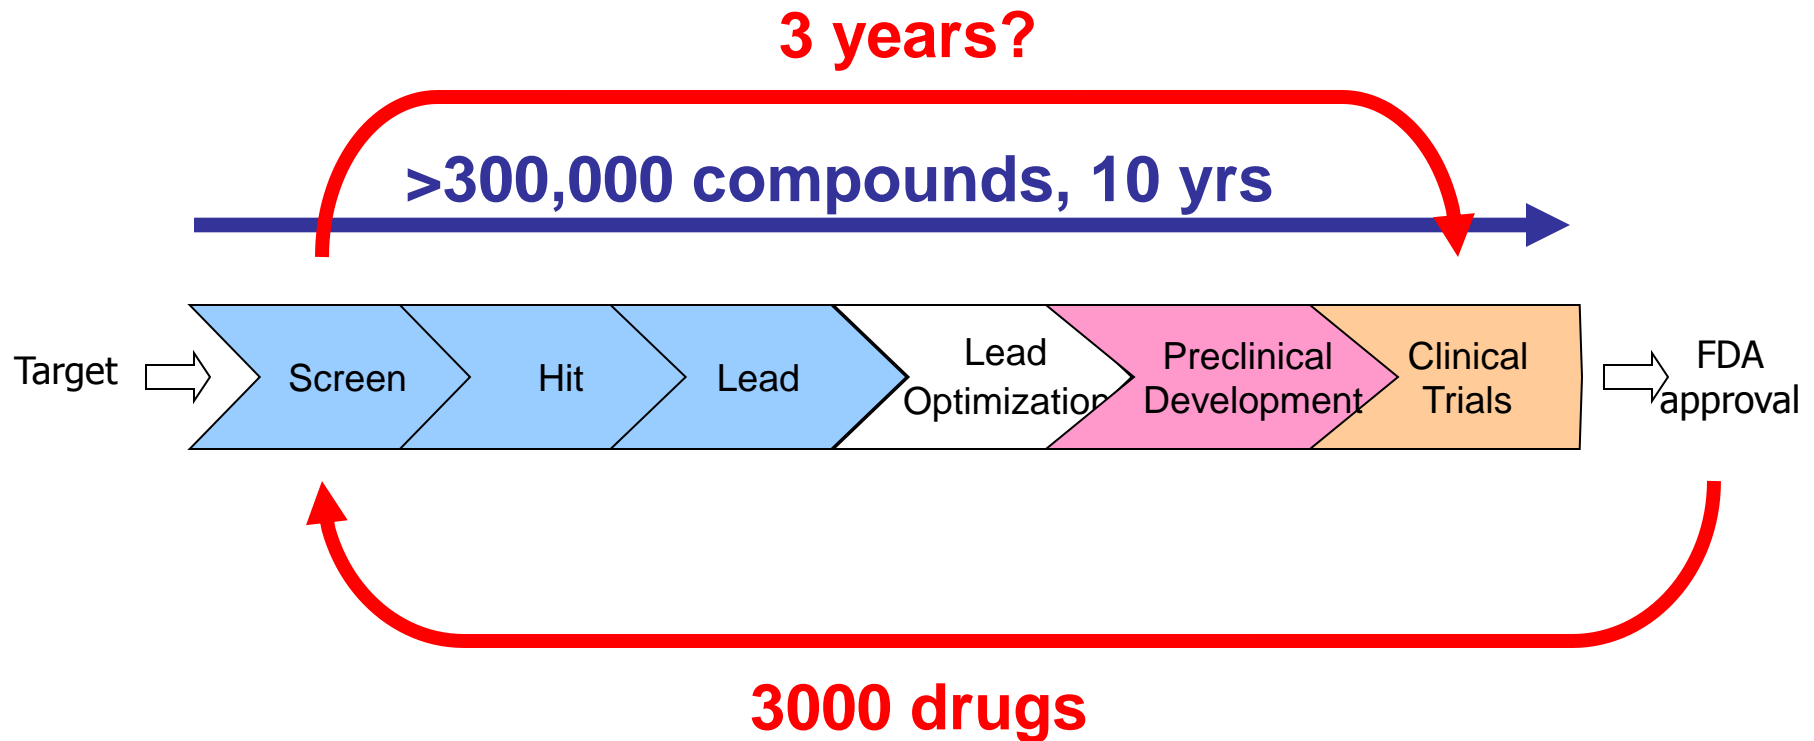 3 years?
>300,000 compounds, 10 yrs
Target
Screen
Hit
Lead
Lead
Optimization
Preclinical
Development
Clinical
Trials
FDA
approval
3000 drugs